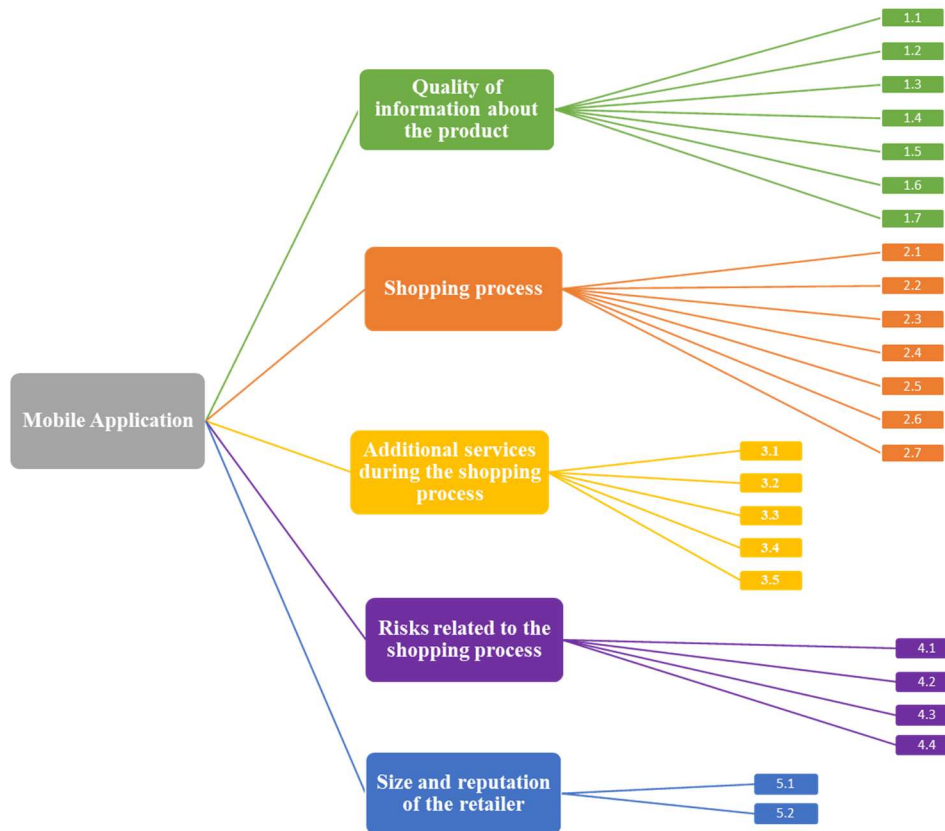 Mobile Application
Quality of
information about
the product
1.1
1.2
1.3
1.4
1.5
1.6
1.7
Shopping process
2.1
2.2
2.3
2.4
2.5
2.6
2.7
Additional services
during the shopping
process
3.1
3.2
3.3
3.4
3.5
Risks related to the
shopping process
4.1
4.2
4.3
4.4
Size and reputation
of the retailer
5.1
5.2